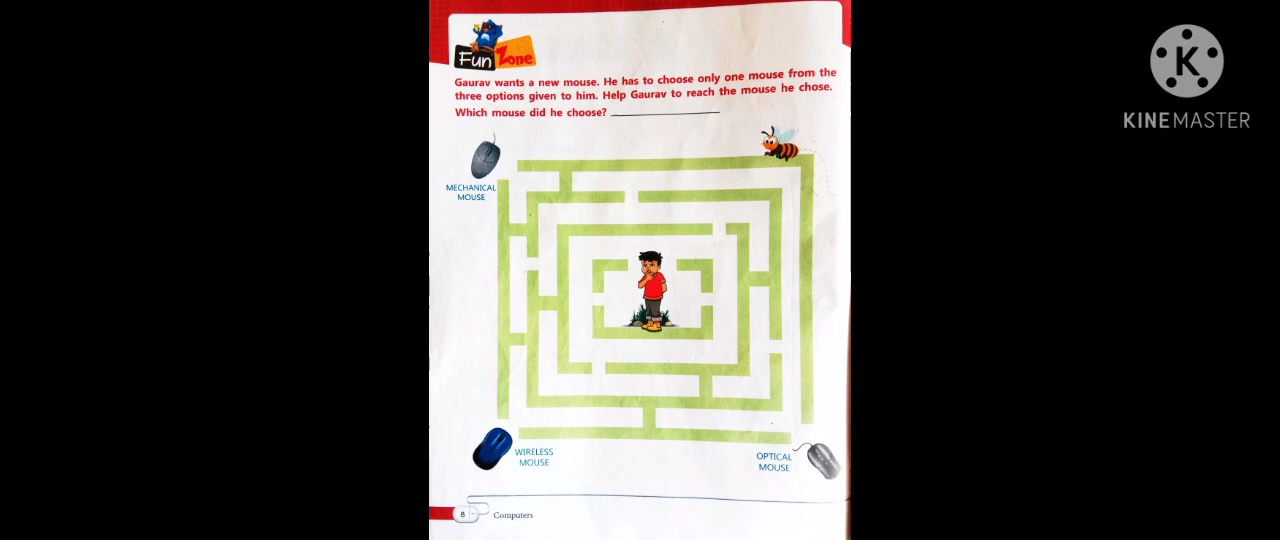 Fun Zone
Gaurav wants a new mouse. He has to choose only one mouse from the
three options given to him. Help Gaurav to reach the mouse he chose.
Which mouse did he choose?
MECHANICAL
MOUSE
WIRELESS
MOUSE
OPTICAL
MOUSE
8
Computers
K
KINEMASTER